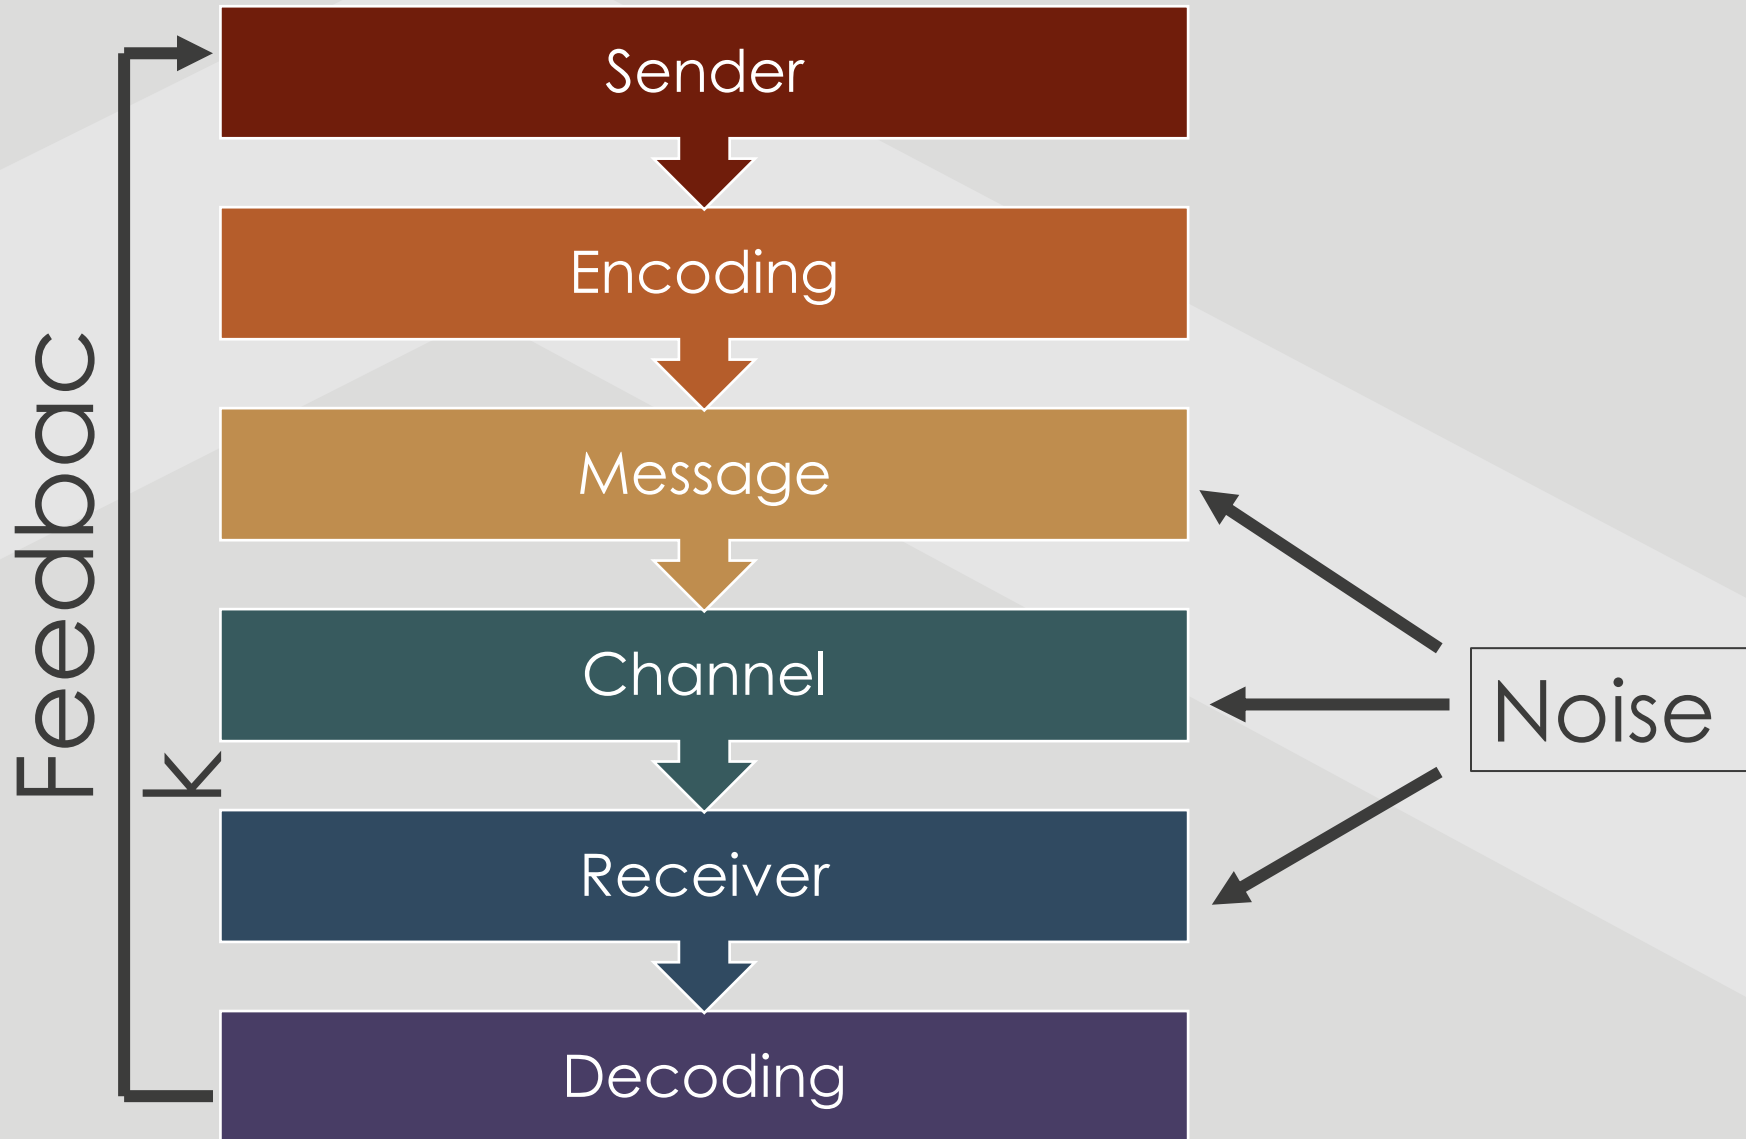 Sender
Encoding
Message
Channel
Receiver
Decoding
Feedbac
k
Noise